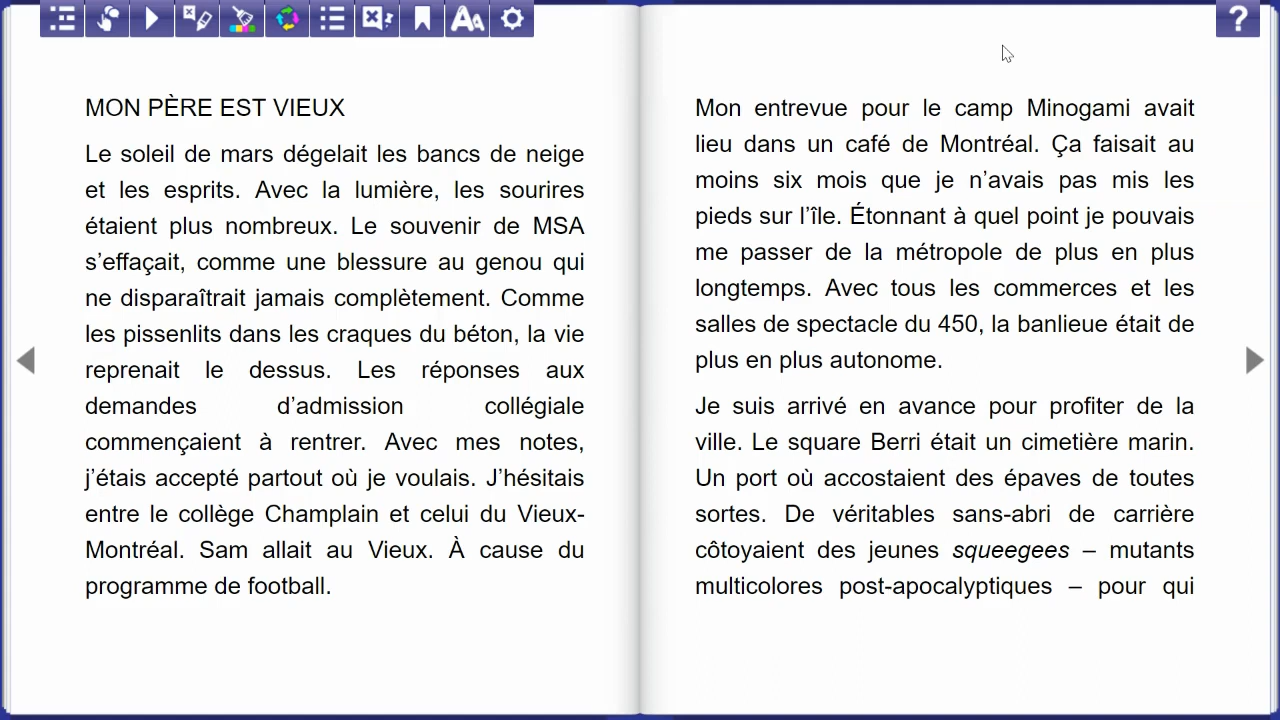 MON PÈRE EST VIEUX
Le soleil de mars dégelait les bancs de neige
et les esprits. Avec la lumière, les sourires
étaient plus nombreux. Le souvenir de MSA
s’effaçait, comme une blessure au genou qui
ne disparaîtrait jamais complètement. Comme
les pissenlits dans les craques du béton, la vie
reprenait le dessus. Les réponses aux
demandes d’admission collégiale
commençaient à rentrer. Avec mes notes,
j’étais accepté partout où je voulais. J’hésitais
entre le collège Champlain et celui du Vieux-
Montréal. Sam allait au Vieux. À cause du
programme de football.
Mon entrevue pour le camp Minogami avait
lieu dans un café de Montréal. Ça faisait au
moins six mois que je n’avais pas mis les
pieds sur l’île. Étonnant à quel point je pouvais
me passer de la métropole de plus en plus
longtemps. Avec tous les commerces et les
salles de spectacle du 450, la banlieue était de
plus en plus autonome.
Je suis arrivé en avance pour profiter de la
ville. Le square Berri était un cimetière marin.
Un port où accostaient des épaves de toutes
sortes. De véritables sans-abri de carrière
côtoyaient des jeunes squeegees – mutants
multicolores post-apocalyptiques – pour qui